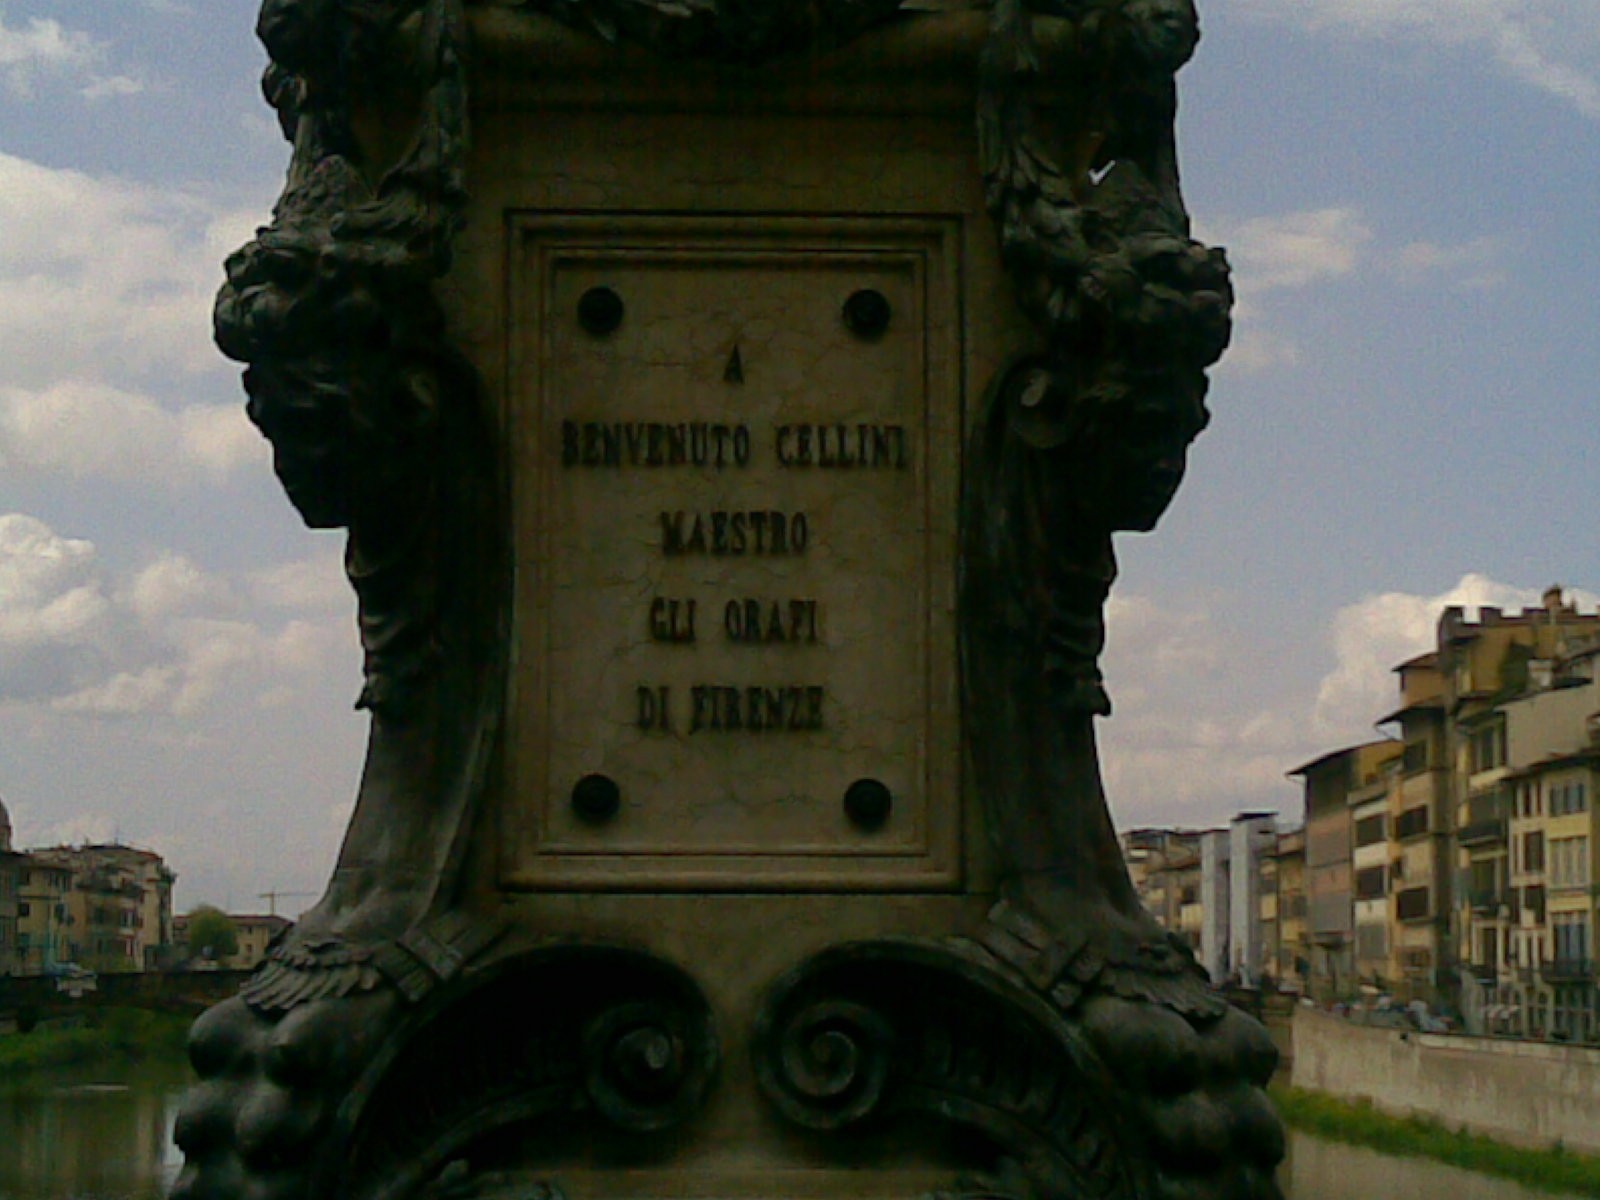 A
BENVENUTO CELLINI
MAESTRO
GLI ORAFI
DI FIRENZE